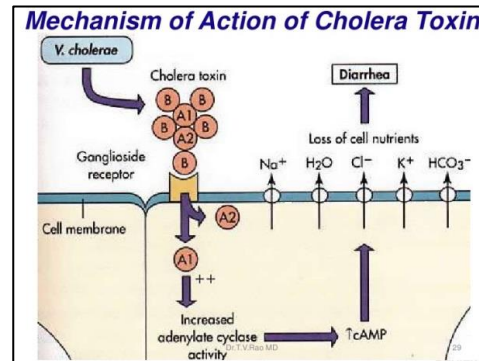 Mechanism of Action of Cholera Toxin
V. cholerae
Cholera toxin
B
B A1 B
B A2 B
B
Ganglioside
receptor
Cell membrane
A2
A1
++
Increased
adenylate cyclase
activity
↑cAMP
Diarrhea
Loss of cell nutrients
Na+ H2O Cl− K+ HCO3−
Dr.T.V.Rao MD
29